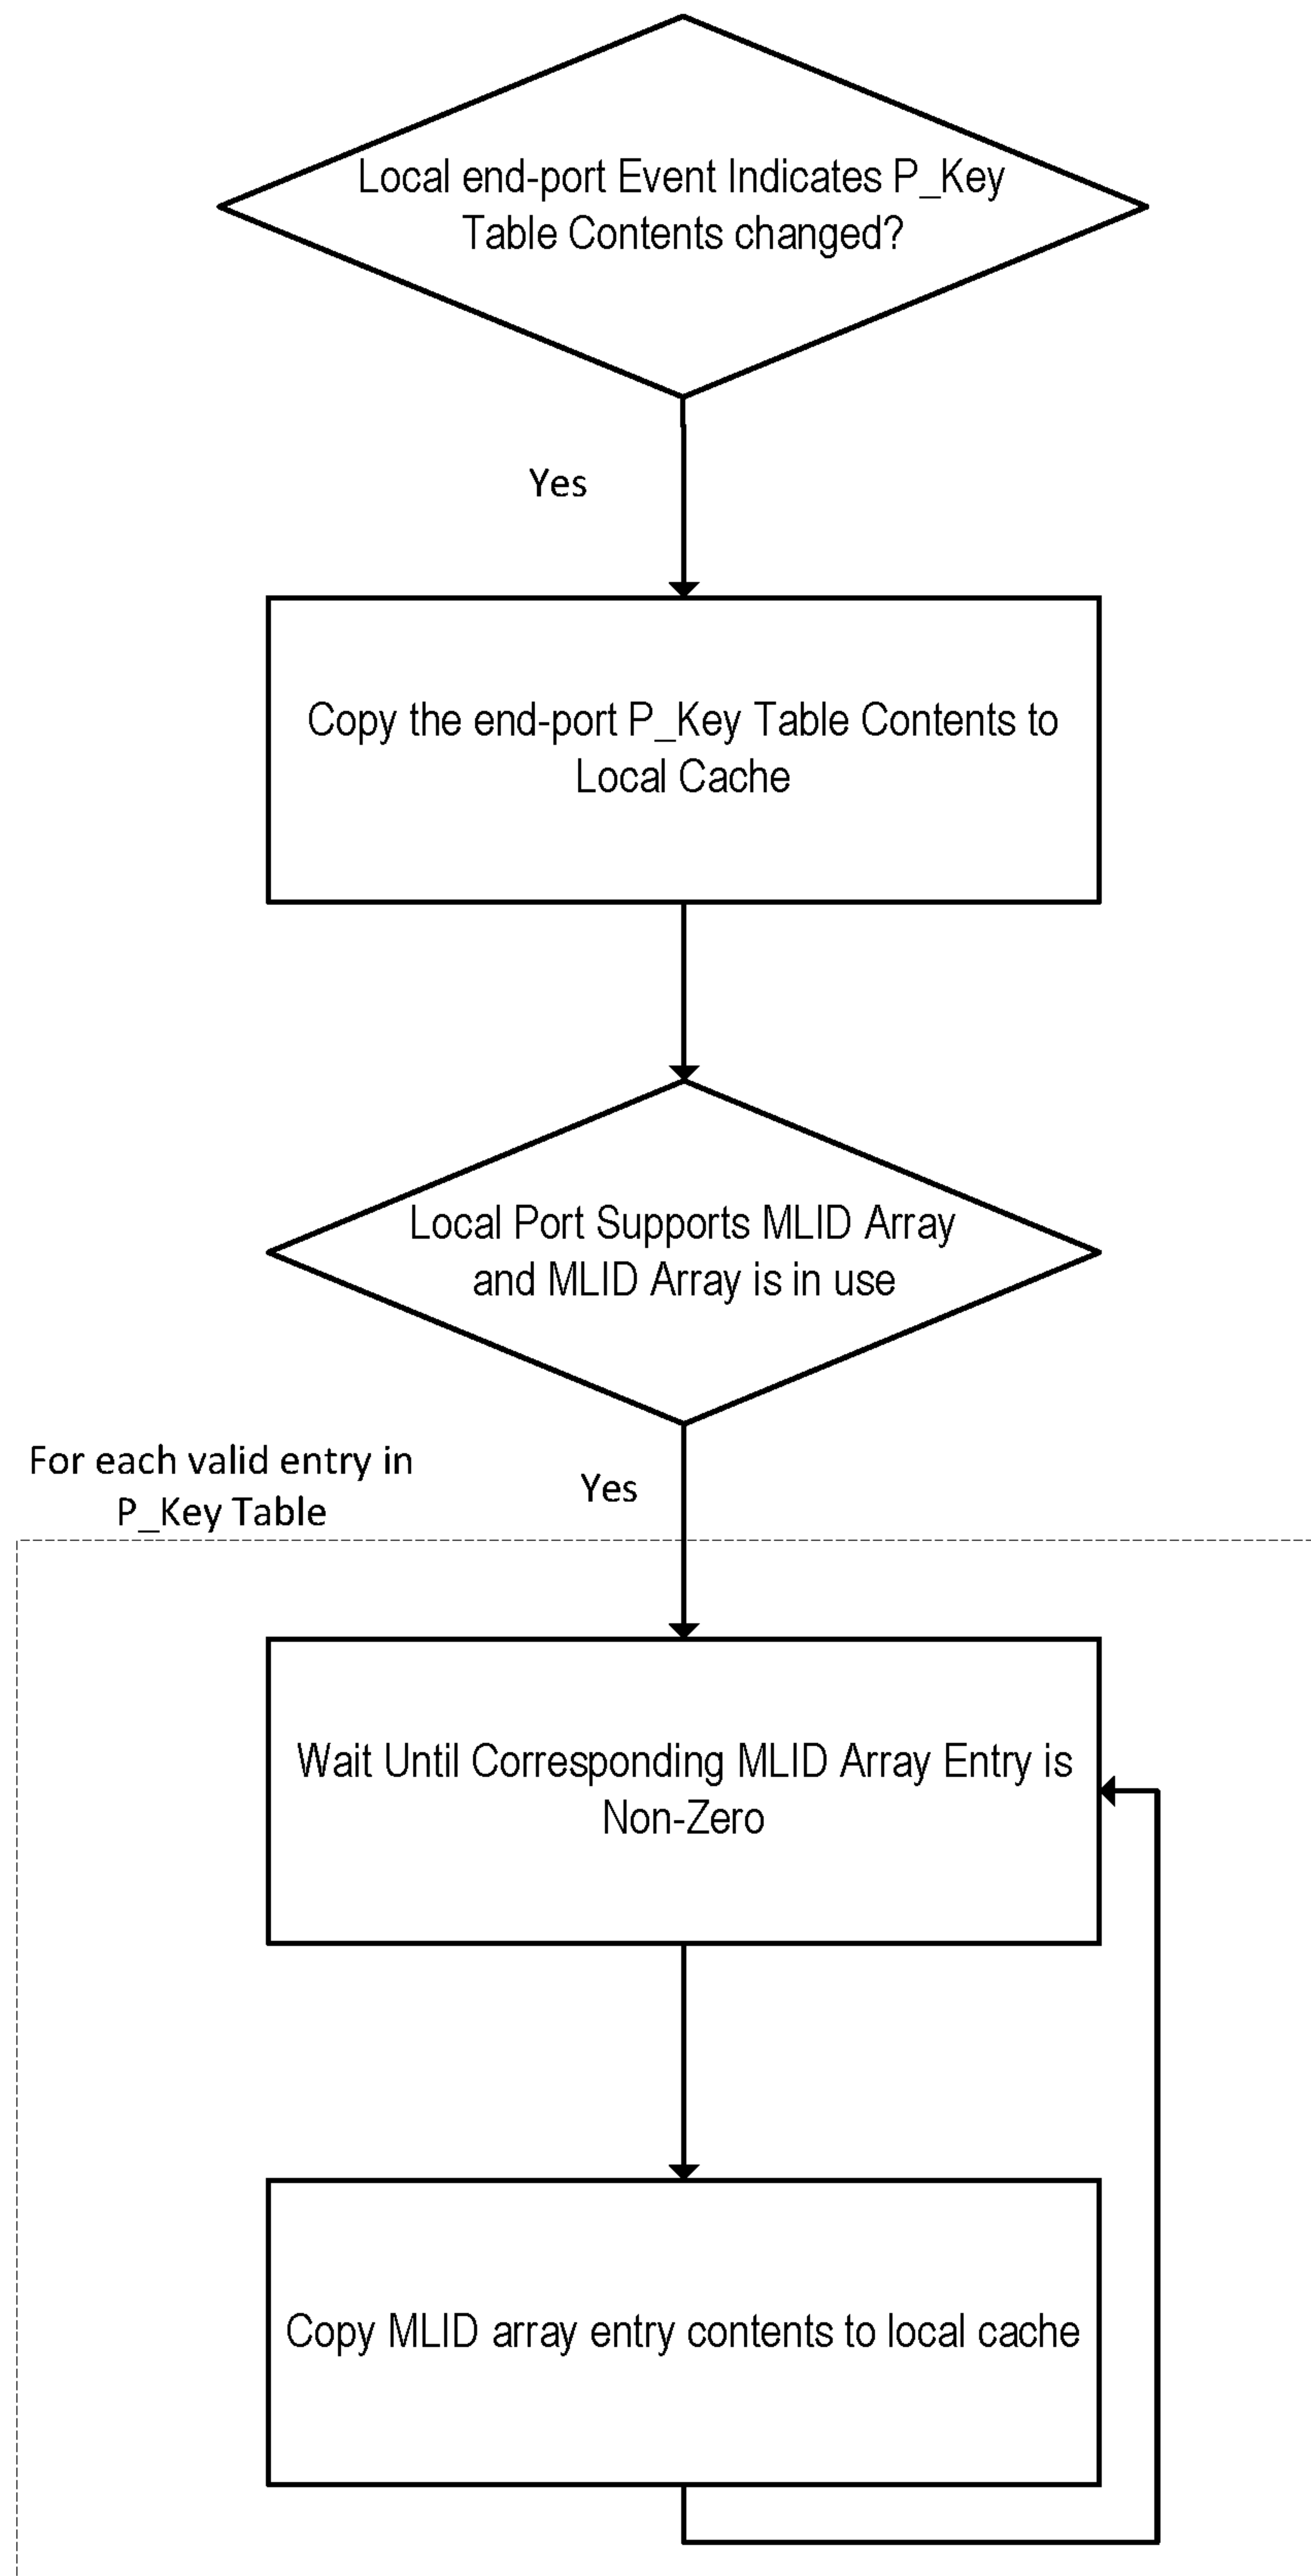 Local end-port Event Indicates P_Key
Table Contents changed?
Yes
Copy the end-port P_Key Table Contents to
Local Cache
Local Port Supports MLID Array
and MLID Array is in use
For each valid entry in
P_Key Table
Yes
Wait Until Corresponding MLID Array Entry is
Non-Zero
Copy MLID array entry contents to local cache